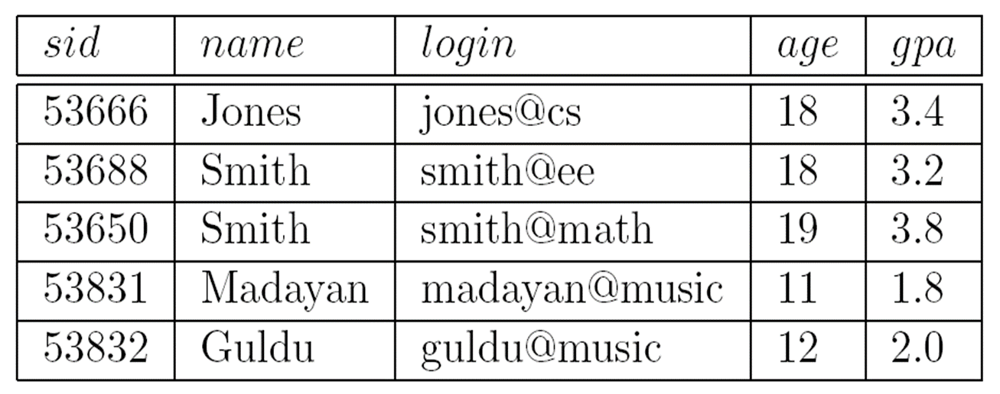 sid name login age gpa
53666 Jones jones@cs 18 3.4
53688 Smith smith@ee 18 3.2
53650 Smith smith@math 19 3.8
53831 Madayan madayan@music 11 1.8
53832 Guldu guldu@music 12 2.0